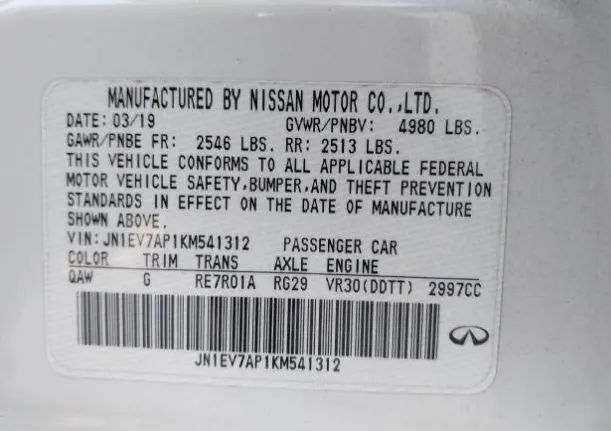 MANUFACTURED BY NISSAN MOTOR CO.,LTD.
DATE: 03/19 GVWR/PNBV: 4980 LBS.
GAWR/PNBE FR: 2546 LBS. RR: 2513 LBS.
THIS VEHICLE CONFORMS TO ALL APPLICABLE FEDERAL
MOTOR VEHICLE SAFETY,BUMPER,AND THEFT PREVENTION
STANDARDS IN EFFECT ON THE DATE OF MANUFACTURE
SHOWN ABOVE.
VIN: JN1EV7AP1KM541312 PASSENGER CAR
COLOR TRIM TRANS AXLE ENGINE
QAW G RE7R01A RG29 VR30(DDTT) 2997CC
JN1EV7AP1KM541312